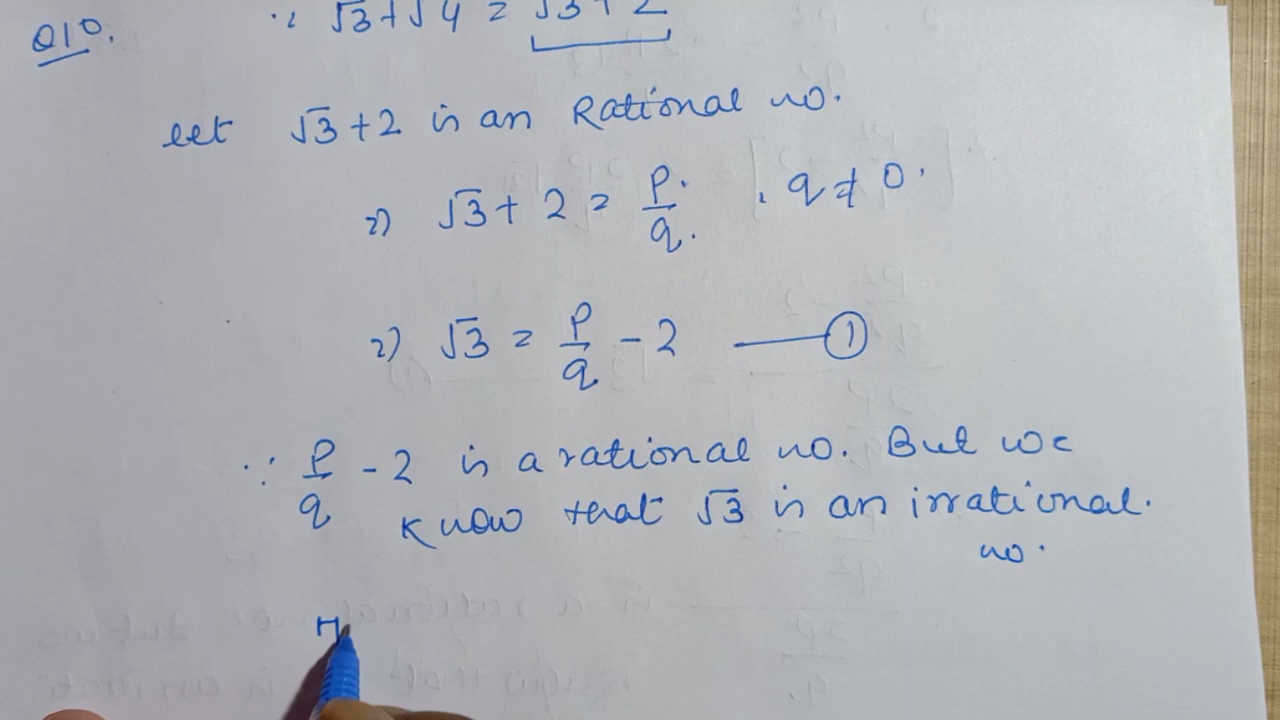 Q10. ∵ √3+√4 = √3+2
let √3+2 is an Rational no.
⇒ √3+2 = p/q. [, q≠0.]
⇒ √3 = p/q - 2 —— ①
∵ p/q - 2 is a rational no. But we
know that √3 is an irrational.
no.
H